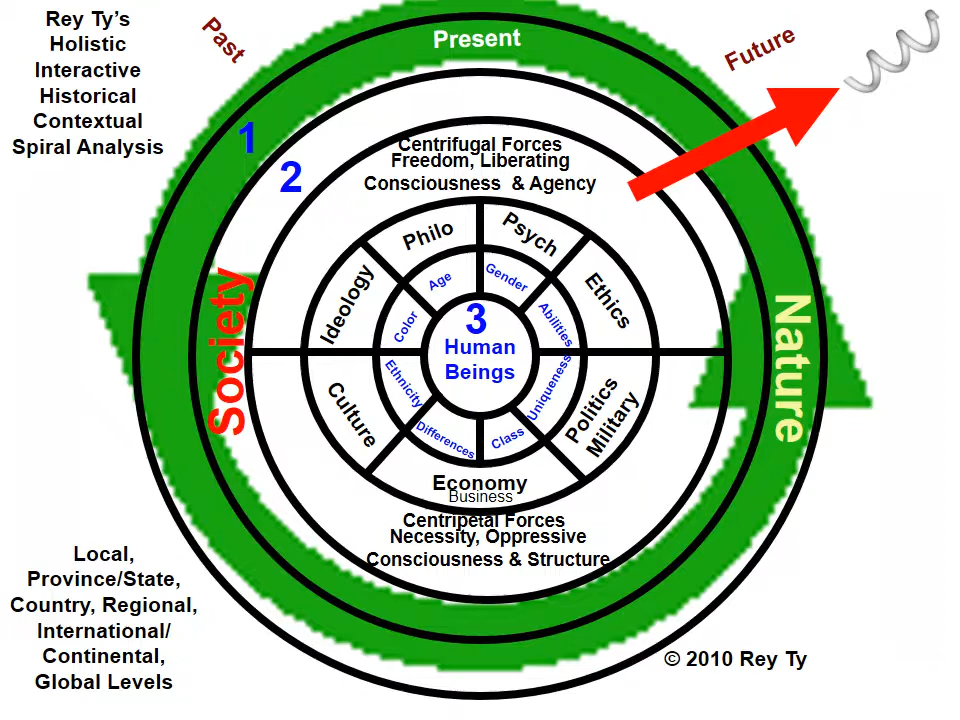 Rey Ty's
Holistic
Interactive
Historical
Contextual
Spiral Analysis
Past
Present
Future
1
2
Centrifugal Forces
Freedom, Liberating
Consciousness & Agency
Philo
Psych
Ideology
Ethics
Age
Gender
Color
Abilities
Society
Nature
3
Human
Beings
Ethnicity
Uniqueness
Culture
Politics
Military
Differences
Class
Economy
Business
Centripetal Forces
Necessity, Oppressive
Consciousness & Structure
Local,
Province/State,
Country, Regional,
International/
Continental,
Global Levels
© 2010 Rey Ty